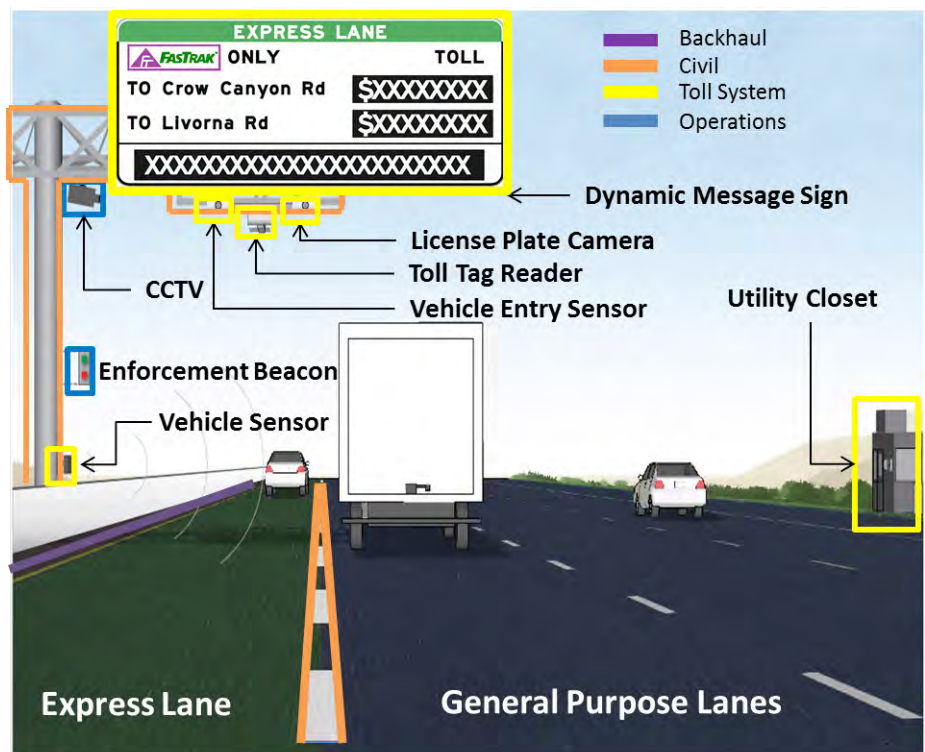 EXPRESS LANE
FASTRAK ONLY TOLL
TO Crow Canyon Rd $XXXXXXXX
TO Livorna Rd $XXXXXXXX
XXXXXXXXXXXXXXXXXXXXXXXX
Backhaul
Civil
Toll System
Operations
Dynamic Message Sign
License Plate Camera
Toll Tag Reader
CCTV
Vehicle Entry Sensor
Utility Closet
Enforcement Beacon
Vehicle Sensor
Express Lane
General Purpose Lanes